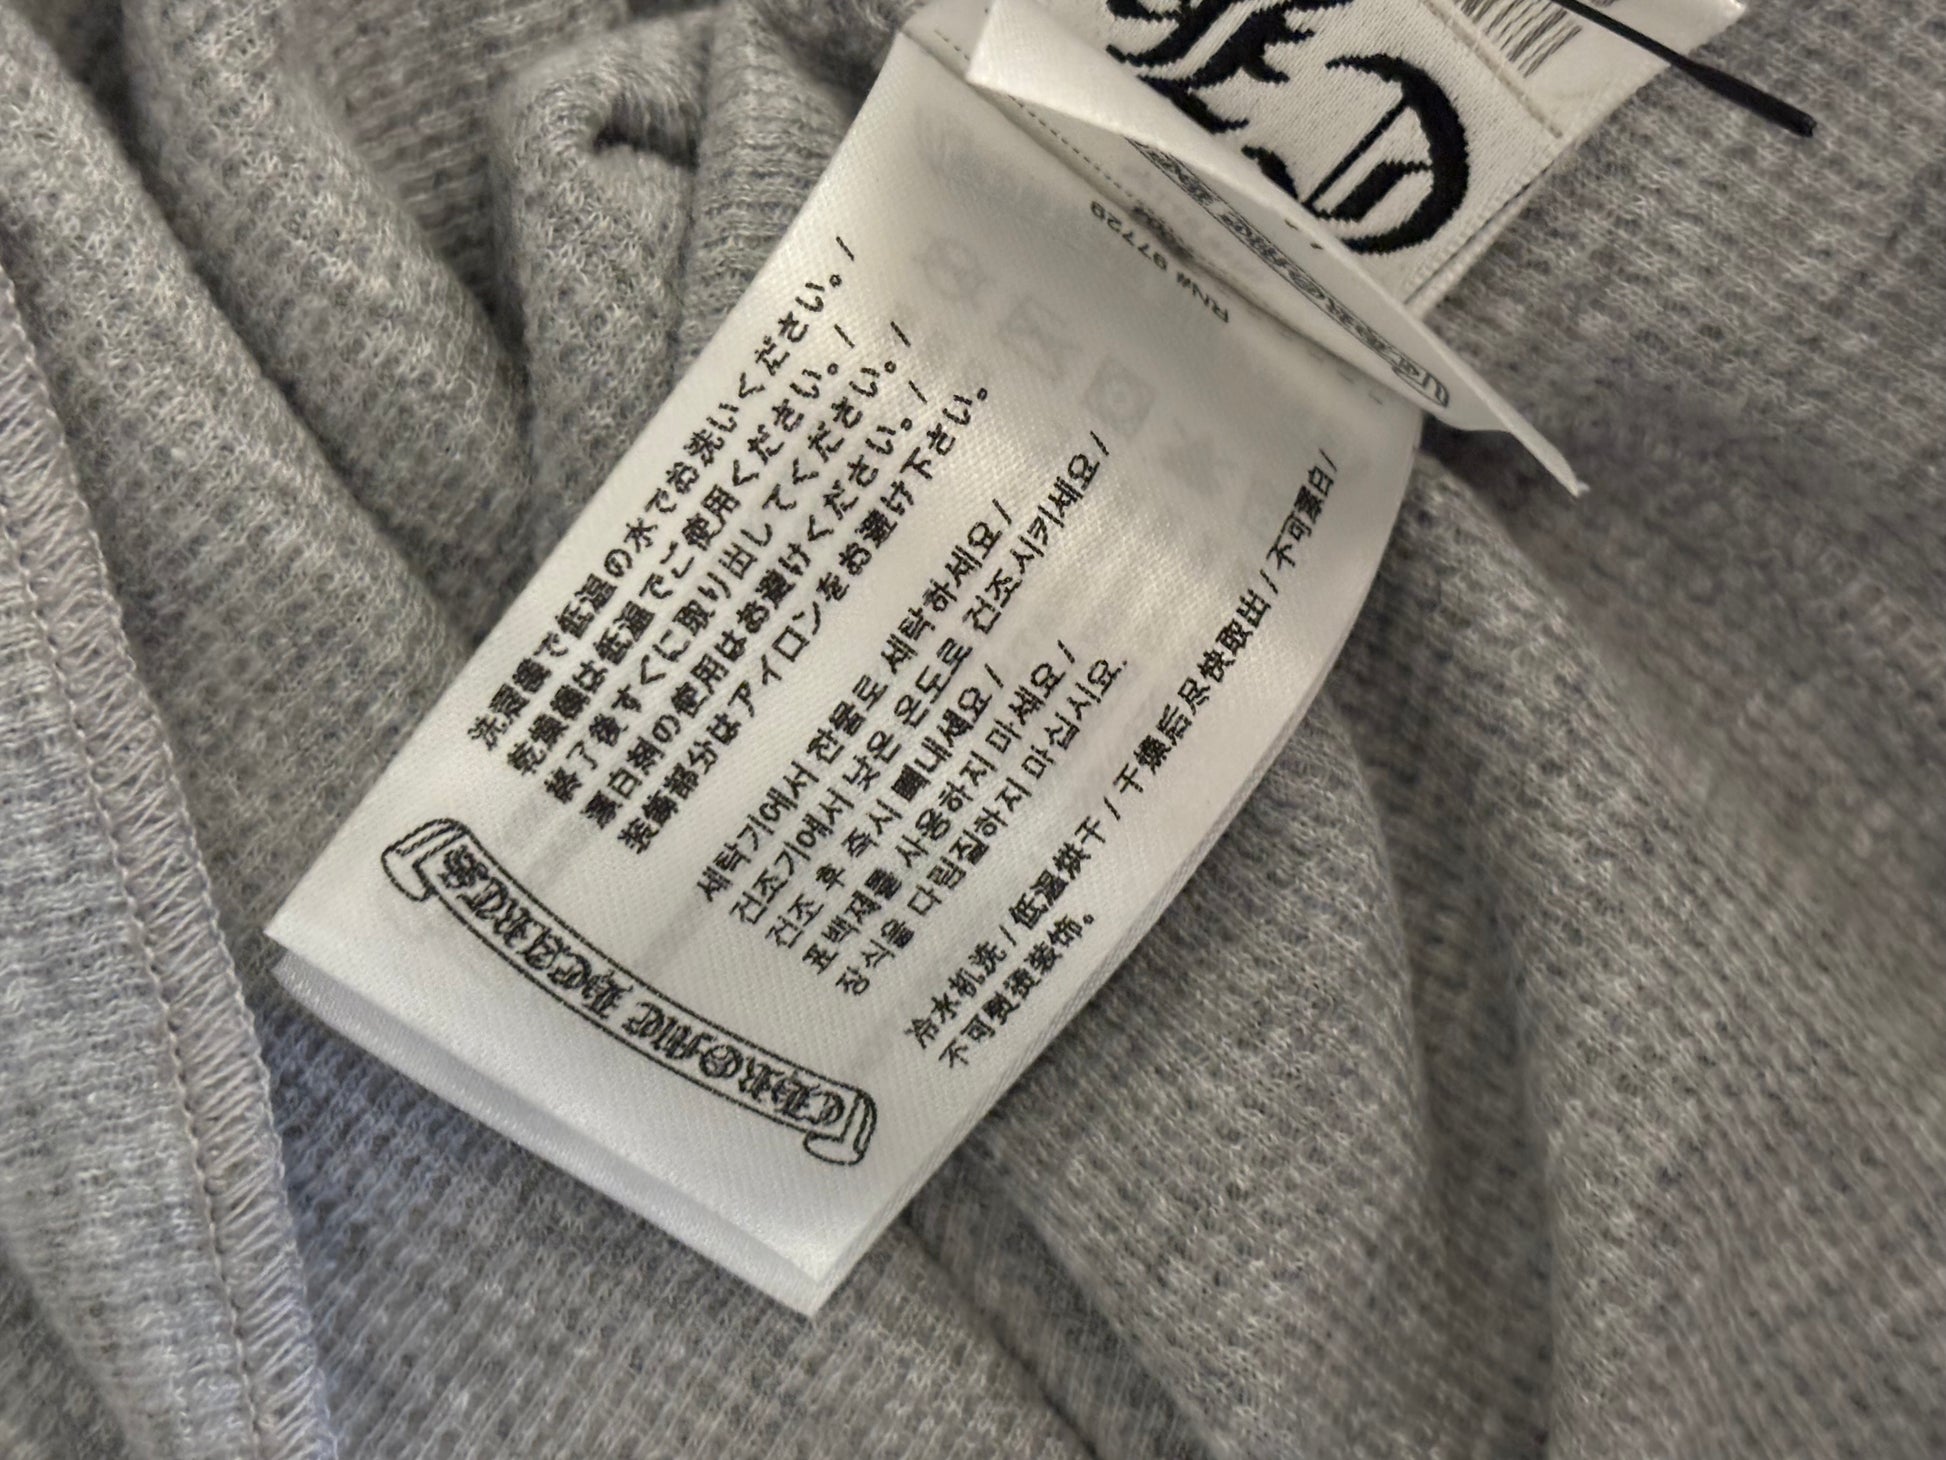 RN# 97729
洗濯機で低温の水でお洗いください。/
乾燥機は低温でご使用ください。/
終了後すぐに取り出してください。/
漂白剤の使用はお避けください。/
装飾部分はアイロンをお避け下さい。
세탁기에서 찬물로 세탁하세요 /
건조기에서 낮은 온도로 건조시키세요 /
건조 후 즉시 빼내세요 /
표백제를 사용하지 마세요 /
장식을 다림질하지 마십시요.
冷水机洗 / 低温烘干 / 干燥后尽快取出 / 不可漂白 /
不可熨烫装饰。
CHROME HEARTS